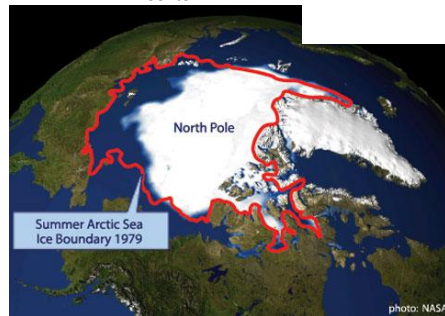 North Pole
Summer Arctic Sea
Ice Boundary 1979
photo: NASA